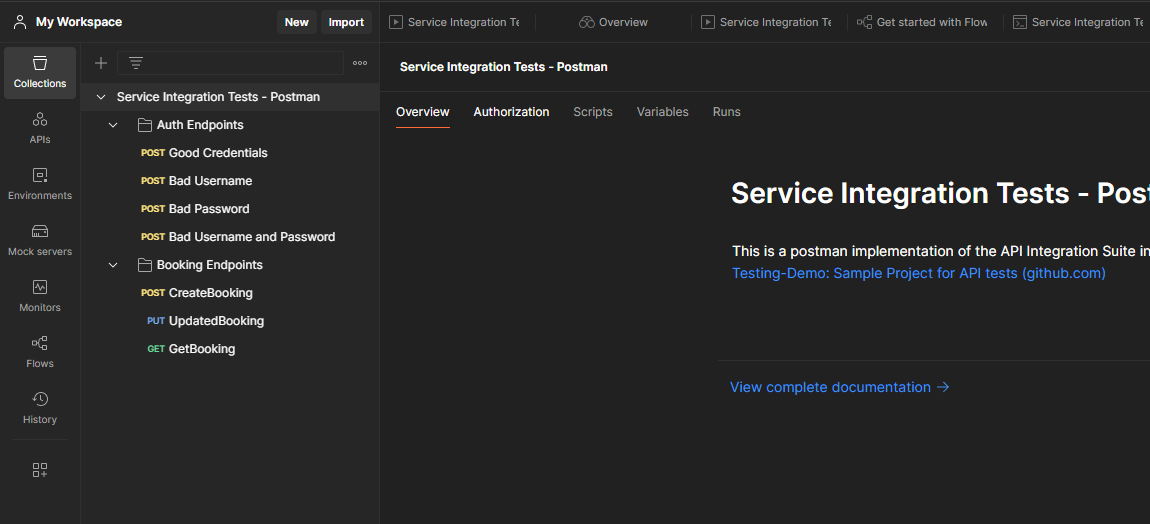 My Workspace
New
Import
Service Integration Te
Overview
Service Integration Te
Get started with Flow
Service Integration Te
Collections
APIs
Environments
Mock servers
Monitors
Flows
History
Service Integration Tests - Postman
Auth Endpoints
POST Good Credentials
POST Bad Username
POST Bad Password
POST Bad Username and Password
Booking Endpoints
POST CreateBooking
PUT UpdatedBooking
GET GetBooking
Service Integration Tests - Postman
Overview
Authorization
Scripts
Variables
Runs
Service Integration Tests - Pos
This is a postman implementation of the API Integration Suite in
Testing-Demo: Sample Project for API tests (github.com)
View complete documentation →